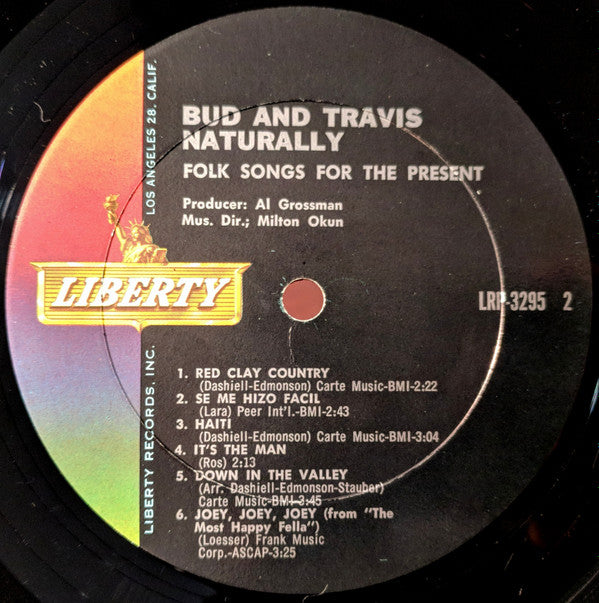 BUD AND TRAVIS
NATURALLY
FOLK SONGS FOR THE PRESENT
Producer: Al Grossman
Mus. Dir.; Milton Okun
LIBERTY
LRP-3295 2
1. RED CLAY COUNTRY
(Dashiell-Edmonson) Carte Music-BMI-2:22
2. SE ME HIZO FACIL
(Lara) Peer Int'l.-BMI-2:43
3. HAITI
(Dashiell-Edmonson) Carte Music-BMI-3:04
4. IT'S THE MAN
(Ros) 2:13
5. DOWN IN THE VALLEY
(Arr. Dashiell-Edmonson-Stauber)
Carte Music-BMI-3:45
6. JOEY, JOEY, JOEY (from "The
Most Happy Fella")
(Loesser) Frank Music
Corp.-ASCAP-3:25
LIBERTY RECORDS, INC.
LOS ANGELES 28, CALIF.